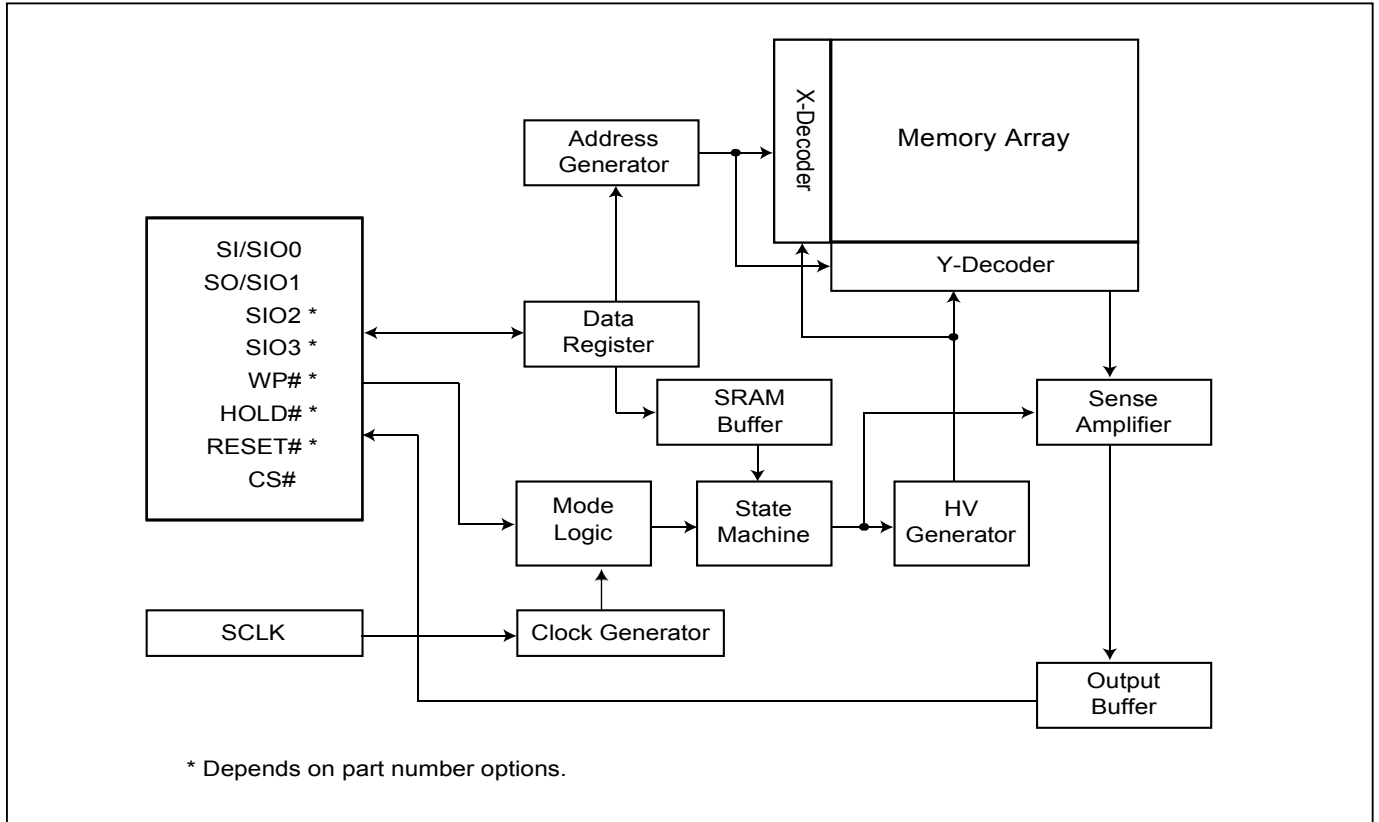 X-Decoder
Memory Array
Address
Generator
SI/SIO0
SO/SIO1
SIO2 *
SIO3 *
WP# *
HOLD# *
RESET# *
CS#
Y-Decoder
Data
Register
SRAM
Buffer
Sense
Amplifier
Mode
Logic
State
Machine
HV
Generator
SCLK
Clock Generator
Output
Buffer
* Depends on part number options.